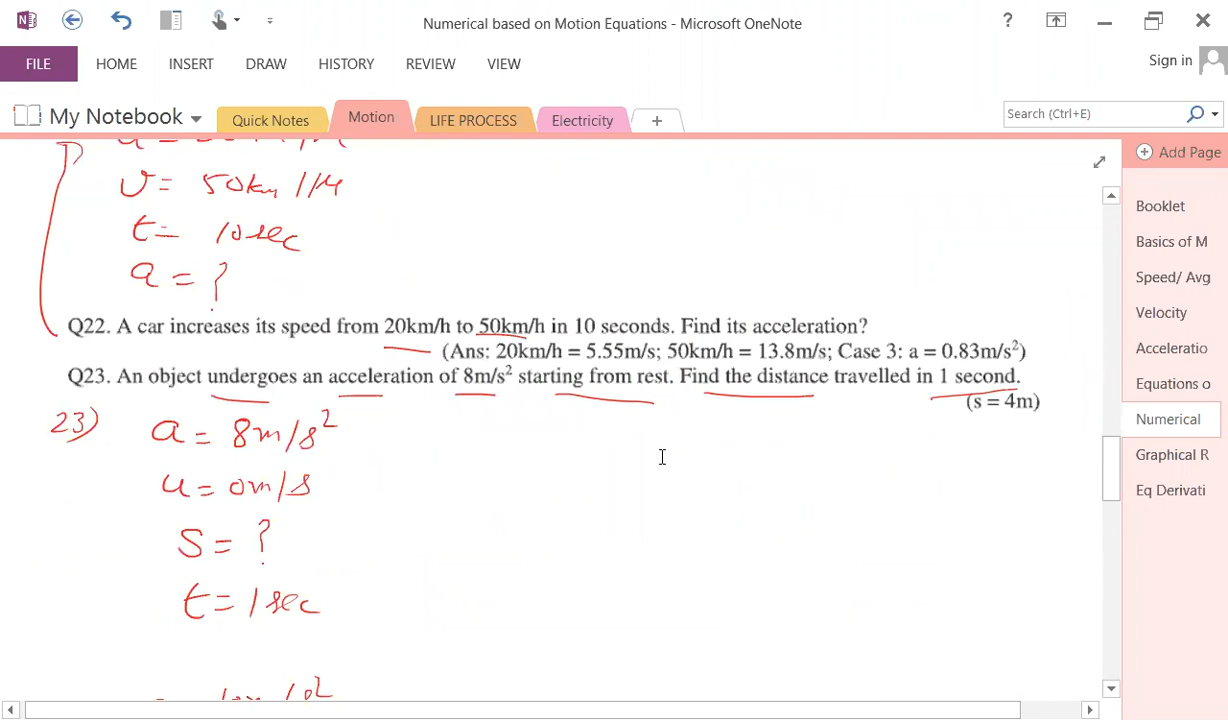 Numerical based on Motion Equations - Microsoft OneNote
FILE HOME INSERT DRAW HISTORY REVIEW VIEW
Sign in
My Notebook
Quick Notes Motion LIFE PROCESS Electricity
Search (Ctrl+E)
Add Page
Booklet
Basics of M
Speed/ Avg
Velocity
Acceleratio
Equations o
Numerical
Graphical R
Eq Derivati
v = 50km/H
t = 10sec
a = ?
Q22. A car increases its speed from 20km/h to 50km/h in 10 seconds. Find its acceleration?
(Ans: 20km/h = 5.55m/s; 50km/h = 13.8m/s; Case 3: a = 0.83m/s²)
Q23. An object undergoes an acceleration of 8m/s² starting from rest. Find the distance travelled in 1 second.
(s = 4m)
23) a = 8m/s²
u = 0m/s
s = ?
t = 1sec